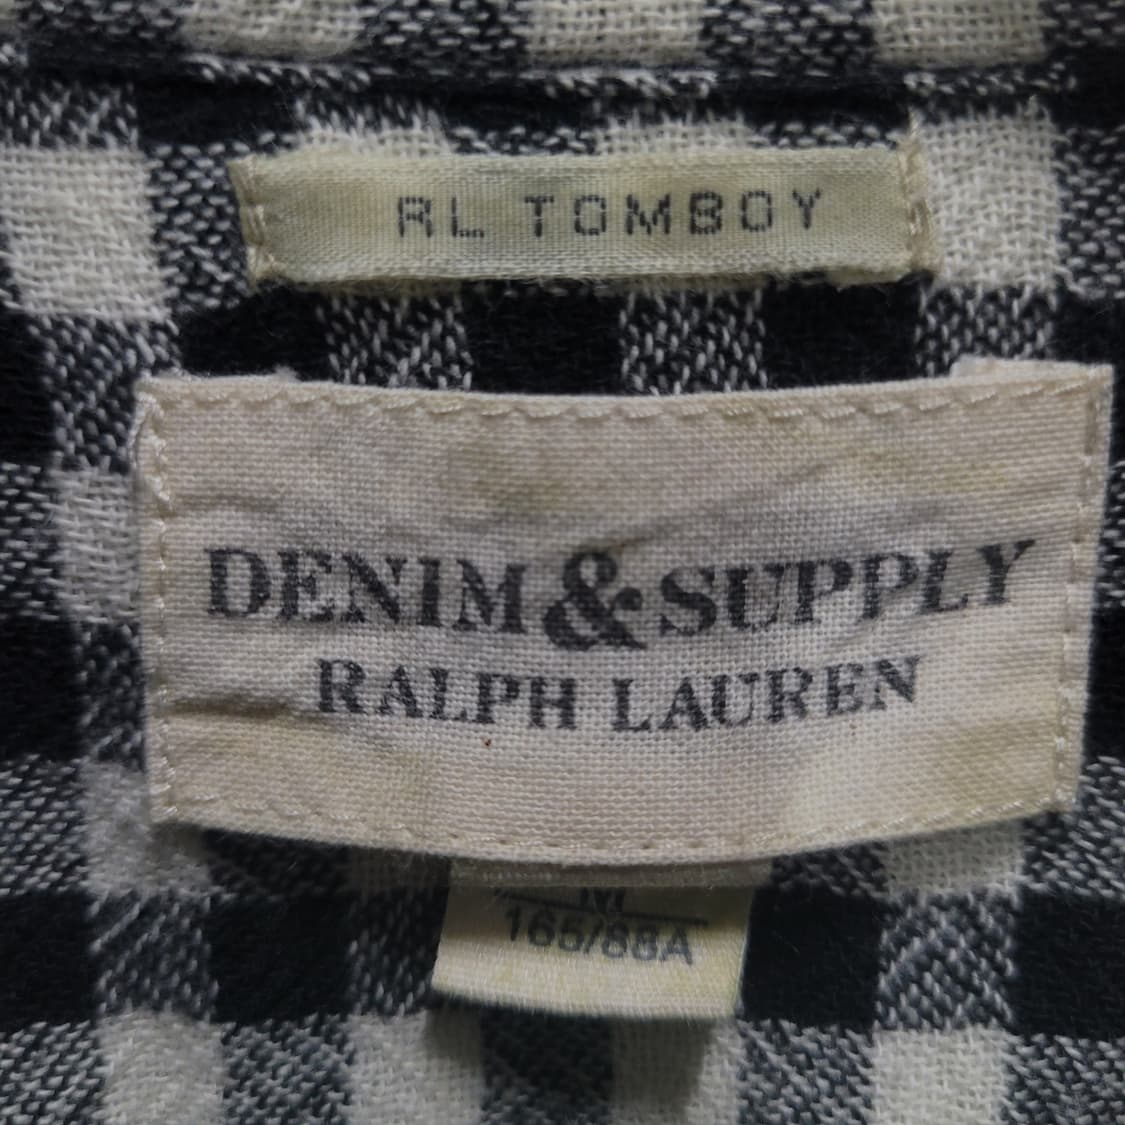 RL TOMBOY
DENIM & SUPPLY
RALPH LAUREN
M
165/88A